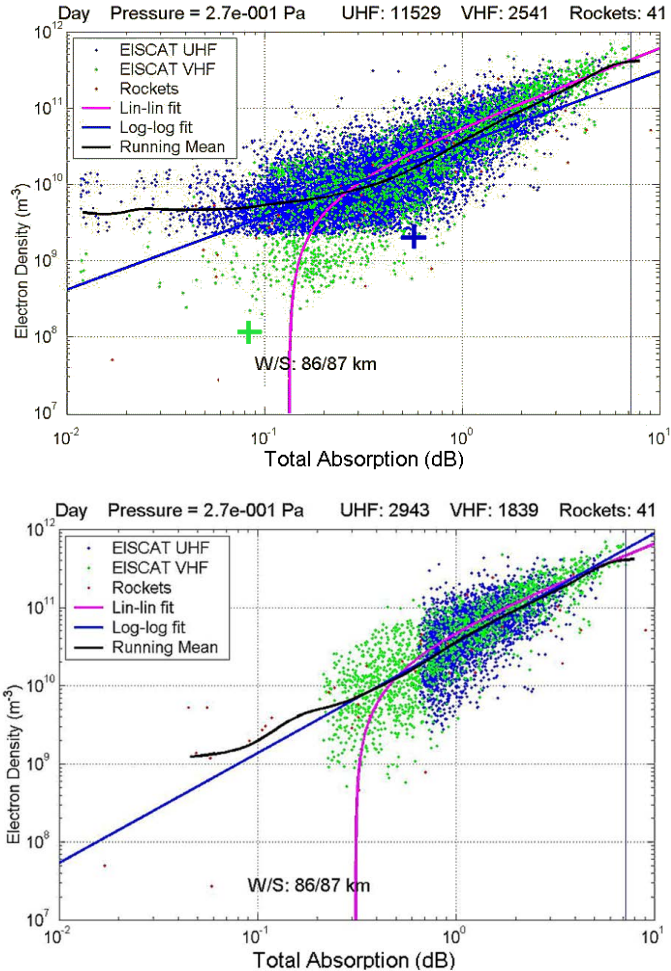 Day Pressure = 2.7e-001 Pa UHF: 11529 VHF: 2541 Rockets: 41
10^12
EISCAT UHF
EISCAT VHF
Rockets
Lin-lin fit
Log-log fit
Running Mean
10^11
10^10
10^9
10^8
10^7
Electron Density (m^-3)
W/S: 86/87 km
10^-2 10^-1 10^0 10^1
Total Absorption (dB)
Day Pressure = 2.7e-001 Pa UHF: 2943 VHF: 1839 Rockets: 41
10^12
EISCAT UHF
EISCAT VHF
Rockets
Lin-lin fit
Log-log fit
Running Mean
10^11
10^10
10^9
10^8
10^7
Electron Density (m^-3)
W/S: 86/87 km
10^-2 10^-1 10^0 10^1
Total Absorption (dB)